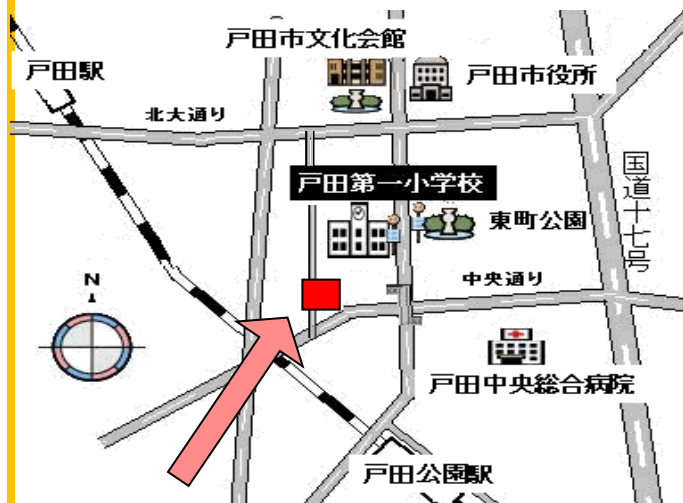 戸田市文化会館
戸田駅
戸田市役所
北大通り
戸田第一小学校
国道十七号
東町公園
中央通り
N
戸田中央総合病院
戸田公園駅